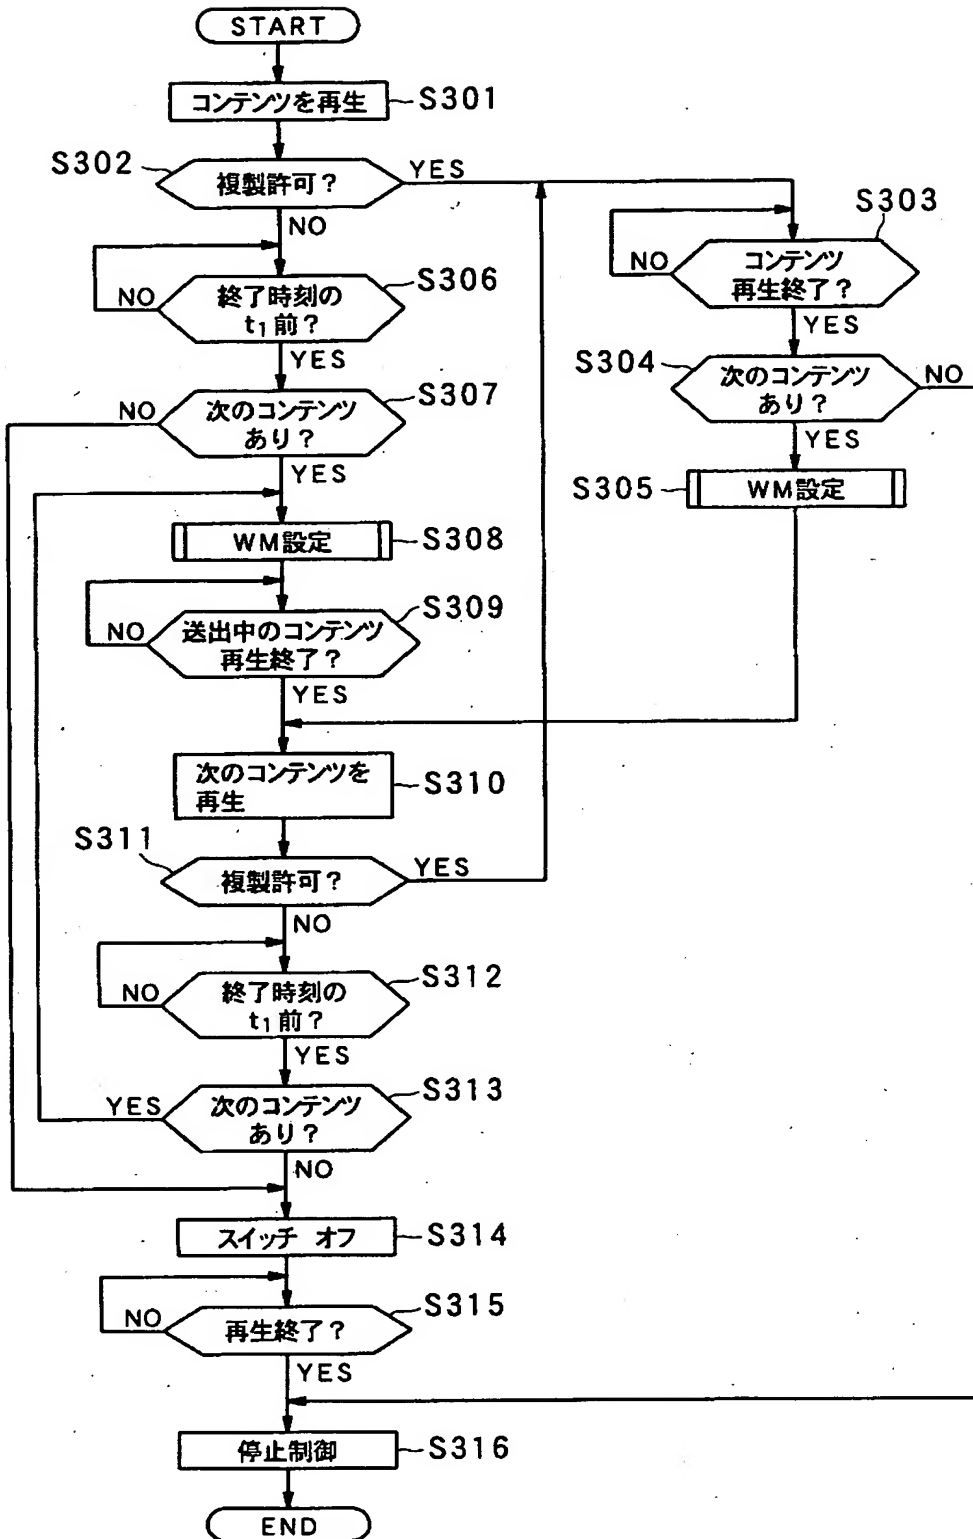 START
コンテンツを再生
S301
S302
複製許可？
YES
NO
S303
コンテンツ
再生終了？
NO
YES
S306
終了時刻の
t1前？
NO
YES
S304
次のコンテンツ
あり？
NO
YES
S307
次のコンテンツ
あり？
NO
YES
S305
WM設定
WM設定
S308
S309
送出中のコンテンツ
再生終了？
NO
YES
次のコンテンツを
再生
S310
S311
複製許可？
YES
NO
S312
終了時刻の
t1前？
NO
YES
S313
次のコンテンツ
あり？
YES
NO
スイッチ オフ
S314
S315
再生終了？
NO
YES
停止制御
S316
END